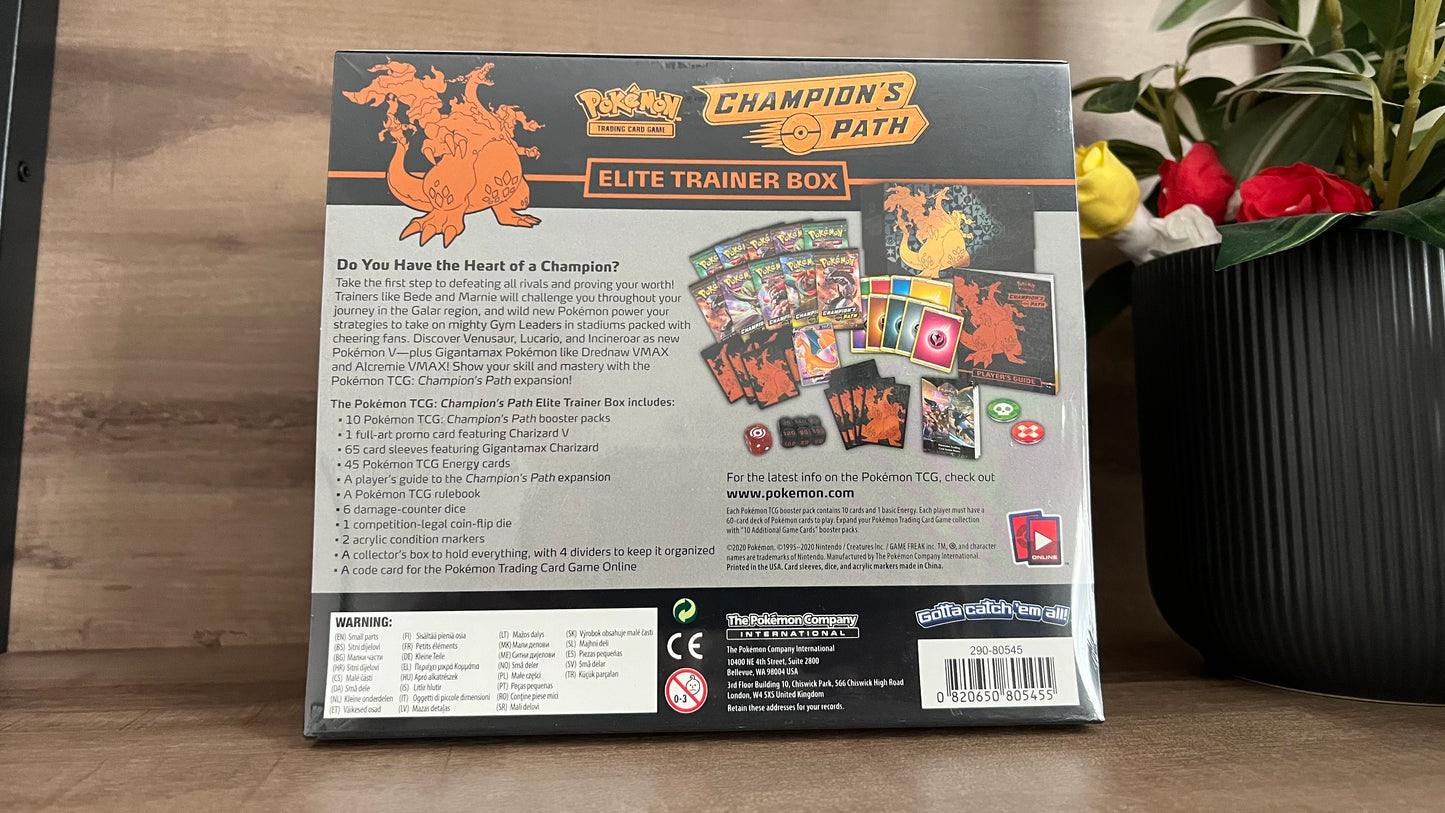 Pokémon
TRADING CARD GAME
CHAMPION'S
PATH
ELITE TRAINER BOX
Do You Have the Heart of a Champion?
Take the first step to defeating all rivals and proving your worth!
Trainers like Bede and Marnie will challenge you throughout your
journey in the Galar region, and wild new Pokémon power your
strategies to take on mighty Gym Leaders in stadiums packed with
cheering fans. Discover Venusaur, Lucario, and Incineroar as new
Pokémon V—plus Gigantamax Pokémon like Drednaw VMAX
and Alcremie VMAX! Show your skill and mastery with the
Pokémon TCG: Champion's Path expansion!
The Pokémon TCG: Champion's Path Elite Trainer Box includes:
• 10 Pokémon TCG: Champion's Path booster packs
• 1 full-art promo card featuring Charizard V
• 65 card sleeves featuring Gigantamax Charizard
• 45 Pokémon TCG Energy cards
• A player's guide to the Champion's Path expansion
• A Pokémon TCG rulebook
• 6 damage-counter dice
• 1 competition-legal coin-flip die
• 2 acrylic condition markers
• A collector's box to hold everything, with 4 dividers to keep it organized
• A code card for the Pokémon Trading Card Game Online
CHAMPION'S
PATH
PLAYER'S GUIDE
For the latest info on the Pokémon TCG, check out
www.pokemon.com
Each Pokémon TCG booster pack contains 10 cards and 1 basic Energy. Each player must have a
60-card deck of Pokémon cards to play. Expand your Pokémon Trading Card Game collection
with "10 Additional Game Cards" booster packs.
©2020 Pokémon. ©1995–2020 Nintendo / Creatures Inc. / GAME FREAK inc. TM, ®, and character
names are trademarks of Nintendo. Manufactured by The Pokémon Company International.
Printed in the USA. Card sleeves, dice, and acrylic markers made in China.
ONLINE
WARNING:
(EN) Small parts
(BS) Sitni dijelovi
(BG) Малки части
(HR) Sitni dijelovi
(CS) Malé části
(DA) Små dele
(NL) Kleine onderdelen
(ET) Väikesed osad
(FI) Sisältää pieniä osia
(FR) Petits éléments
(DE) Kleine Teile
(EL) Περιέχει μικρά Κομμάτια
(HU) Apró alkatrészek
(IS) Litlir hlutir
(IT) Oggetti di piccole dimensioni
(LV) Mazas detaļas
(LT) Mažos dalys
(MK) Мали делови
(ME) Ситни дијелови
(NO) Små deler
(PL) Małe części
(PT) Peças pequenas
(RO) Conține piese mici
(SR) Mali delovi
(SK) Výrobok obsahuje malé časti
(SL) Majhni deli
(ES) Piezas pequeñas
(SV) Små delar
(TR) Küçük parçaları
CE
0-3
The Pokémon Company
INTERNATIONAL
The Pokémon Company International
10400 NE 4th Street, Suite 2800
Bellevue, WA 98004 USA
3rd Floor Building 10, Chiswick Park, 566 Chiswick High Road
London, W4 5XS United Kingdom
Retain these addresses for your records.
Gotta catch 'em all!
290-80545
0 820650 805455